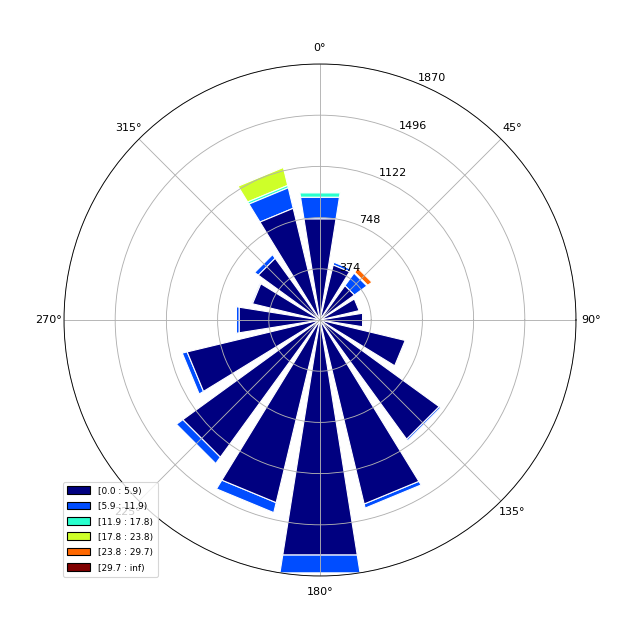 0°
1870
315°
1496
45°
1122
748
374
270°
90°
[0.0 : 5.9)
[5.9 : 11.9)
225°
135°
[11.9 : 17.8)
[17.8 : 23.8)
[23.8 : 29.7)
[29.7 : inf)
180°